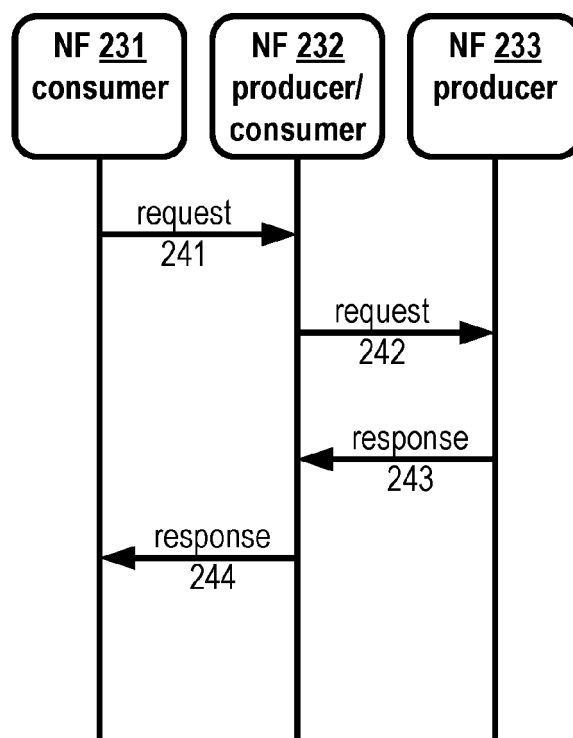 NF 231
consumer
NF 232
producer/
consumer
NF 233
producer
request
241
request
242
response
243
response
244